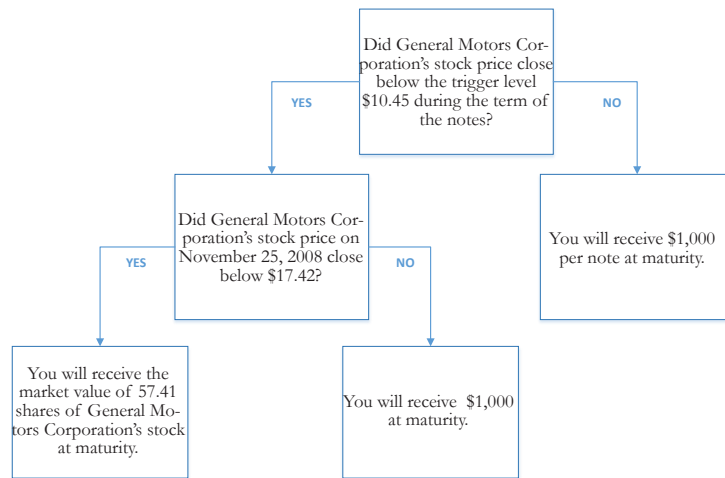 Did General Motors Cor-
poration's stock price close
below the trigger level
$10.45 during the term of
the notes?
YES
NO
Did General Motors Cor-
poration's stock price on
November 25, 2008 close
below $17.42?
You will receive $1,000
per note at maturity.
YES
NO
You will receive the
market value of 57.41
shares of General Mo-
tors Corporation's stock
at maturity.
You will receive $1,000
at maturity.